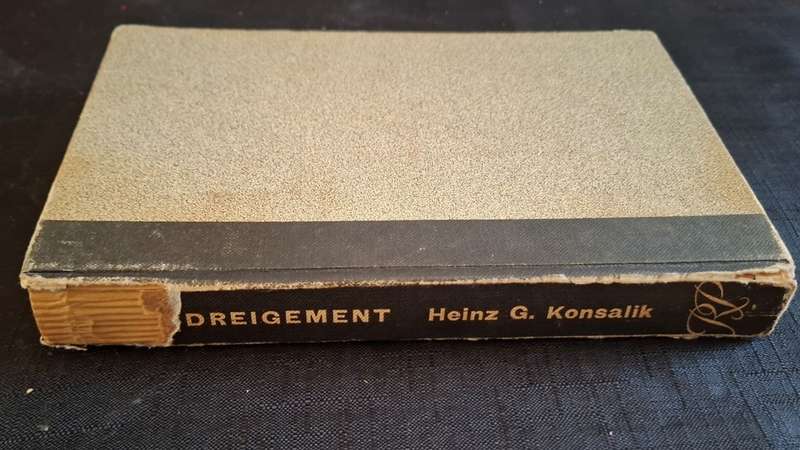 DREIGEMENT Heinz G. Konsalik